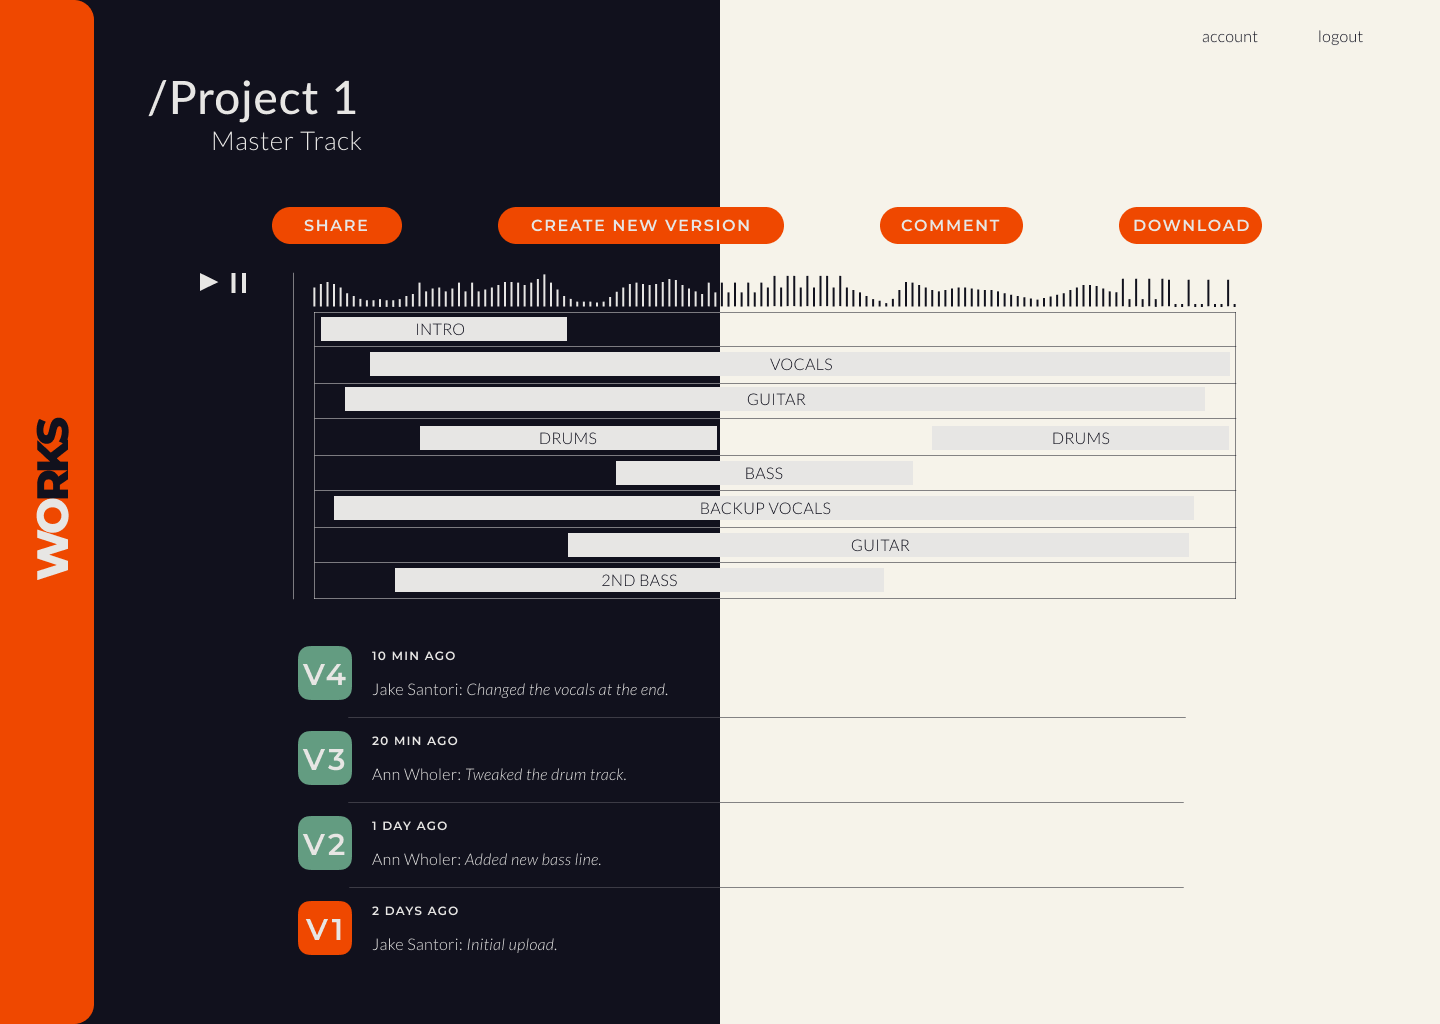 account
logout
/Project 1
Master Track
SHARE
CREATE NEW VERSION
COMMENT
DOWNLOAD
INTRO
VOCALS
GUITAR
DRUMS
DRUMS
BASS
BACKUP VOCALS
GUITAR
2ND BASS
WORKS
V4
10 MIN AGO
Jake Santori: Changed the vocals at the end.
V3
20 MIN AGO
Ann Wholer: Tweaked the drum track.
V2
1 DAY AGO
Ann Wholer: Added new bass line.
V1
2 DAYS AGO
Jake Santori: Initial upload.